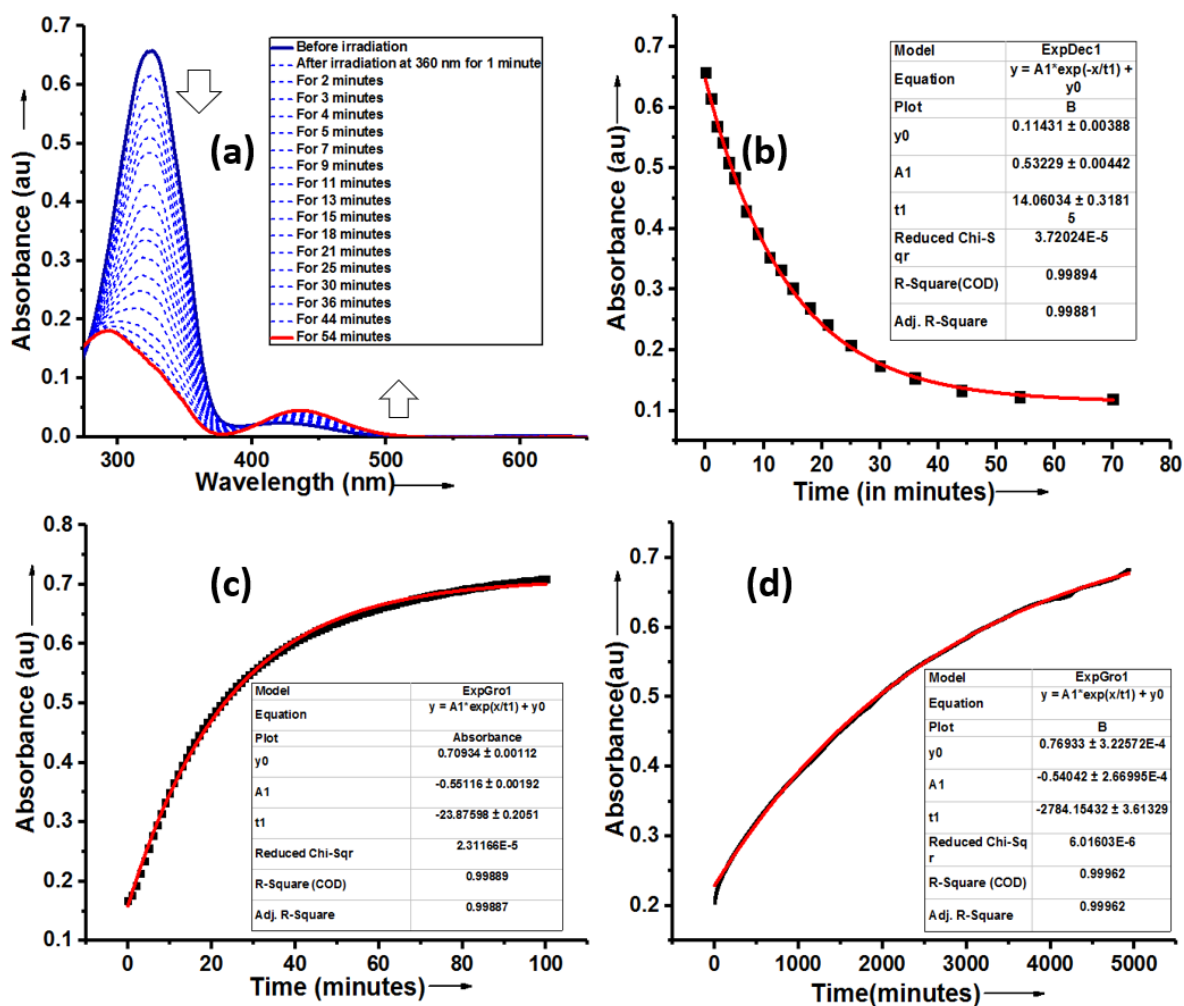 0.7
0.6
0.5
0.4
0.3
0.2
0.1
0.0
Absorbance (au)
300 400 500 600
Wavelength (nm)
(a)
Before irradiation
After irradiation at 360 nm for 1 minute
For 2 minutes
For 3 minutes
For 4 minutes
For 5 minutes
For 7 minutes
For 9 minutes
For 11 minutes
For 13 minutes
For 15 minutes
For 18 minutes
For 21 minutes
For 25 minutes
For 30 minutes
For 36 minutes
For 44 minutes
For 54 minutes
0.7
0.6
0.5
0.4
0.3
0.2
0.1
Absorbance (au)
0 10 20 30 40 50 60 70 80
Time (in minutes)
(b)
Model ExpDec1
Equation y = A1*exp(-x/t1) +
y0
Plot B
y0 0.11431 ± 0.00388
A1 0.53229 ± 0.00442
t1 14.06034 ± 0.3181
5
Reduced Chi-S
qr 3.72024E-5
R-Square(COD) 0.99894
Adj. R-Square 0.99881
0.8
0.7
0.6
0.5
0.4
0.3
0.2
0.1
Absorbance (au)
0 20 40 60 80 100
Time (minutes)
(c)
Model ExpGro1
Equation y = A1*exp(x/t1) + y0
Plot Absorbance
y0 0.70934 ± 0.00112
A1 -0.55116 ± 0.00192
t1 -23.87598 ± 0.2051
Reduced Chi-Sqr 2.31166E-5
R-Square (COD) 0.99889
Adj. R-Square 0.99887
0.7
0.6
0.5
0.4
0.3
0.2
Absorbance(au)
0 1000 2000 3000 4000 5000
Time(minutes)
(d)
Model ExpGro1
Equation y = A1*exp(x/t1) + y0
Plot B
y0 0.76933 ± 3.22572E-4
A1 -0.54042 ± 2.66995E-4
t1 -2784.15432 ± 3.61329
Reduced Chi-Sq
r 6.01603E-6
R-Square (COD) 0.99962
Adj. R-Square 0.99962